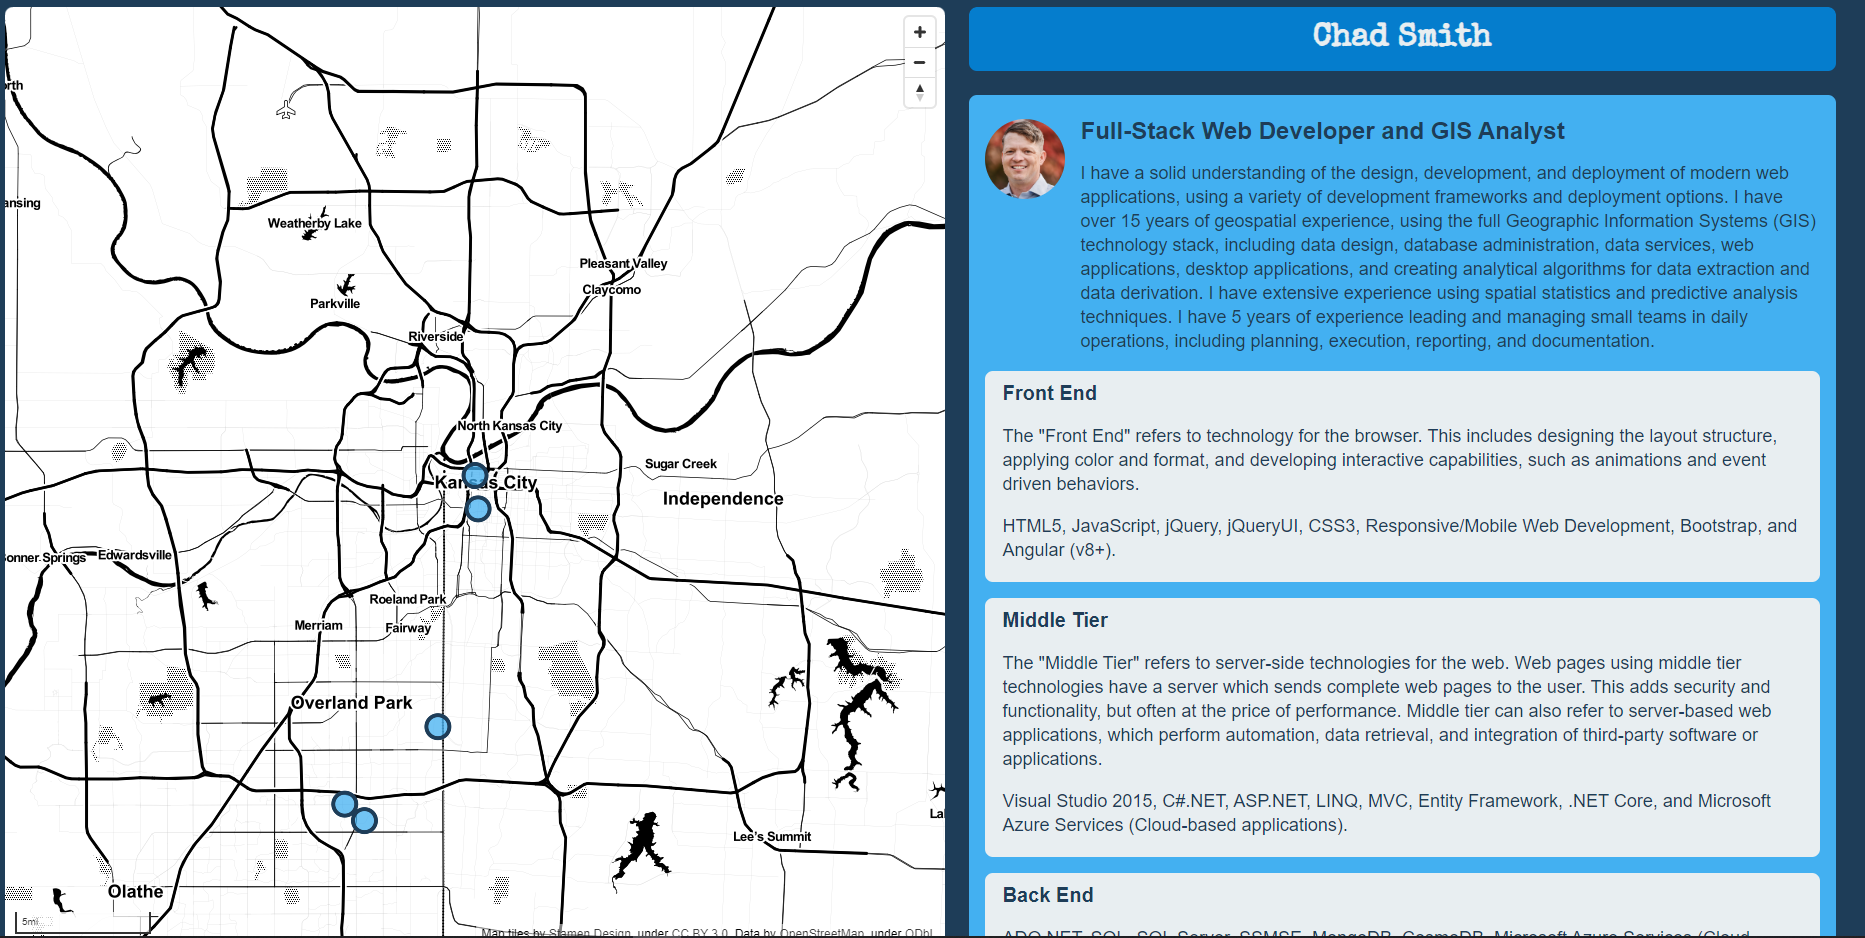 orth
ansing
Weatherby Lake
Pleasant Valley
Claycomo
Parkville
Riverside
North Kansas City
Sugar Creek
Kansas City
Independence
onner Springs
Edwardsville
Roeland Park
Merriam
Fairway
Overland Park
Lee's Summit
La
Olathe
5mi
Map tiles by Stamen Design, under CC BY 3.0. Data by OpenStreetMap, under ODbL
Chad Smith
Full-Stack Web Developer and GIS Analyst
I have a solid understanding of the design, development, and deployment of modern web
applications, using a variety of development frameworks and deployment options. I have
over 15 years of geospatial experience, using the full Geographic Information Systems (GIS)
technology stack, including data design, database administration, data services, web
applications, desktop applications, and creating analytical algorithms for data extraction and
data derivation. I have extensive experience using spatial statistics and predictive analysis
techniques. I have 5 years of experience leading and managing small teams in daily
operations, including planning, execution, reporting, and documentation.
Front End
The "Front End" refers to technology for the browser. This includes designing the layout structure,
applying color and format, and developing interactive capabilities, such as animations and event
driven behaviors.
HTML5, JavaScript, jQuery, jQueryUI, CSS3, Responsive/Mobile Web Development, Bootstrap, and
Angular (v8+).
Middle Tier
The "Middle Tier" refers to server-side technologies for the web. Web pages using middle tier
technologies have a server which sends complete web pages to the user. This adds security and
functionality, but often at the price of performance. Middle tier can also refer to server-based web
applications, which perform automation, data retrieval, and integration of third-party software or
applications.
Visual Studio 2015, C#.NET, ASP.NET, LINQ, MVC, Entity Framework, .NET Core, and Microsoft
Azure Services (Cloud-based applications).
Back End
ADO.NET, SQL, SQL Server, SSMSE, MongoDB, CosmoDB, Microsoft Azure Services (Cloud